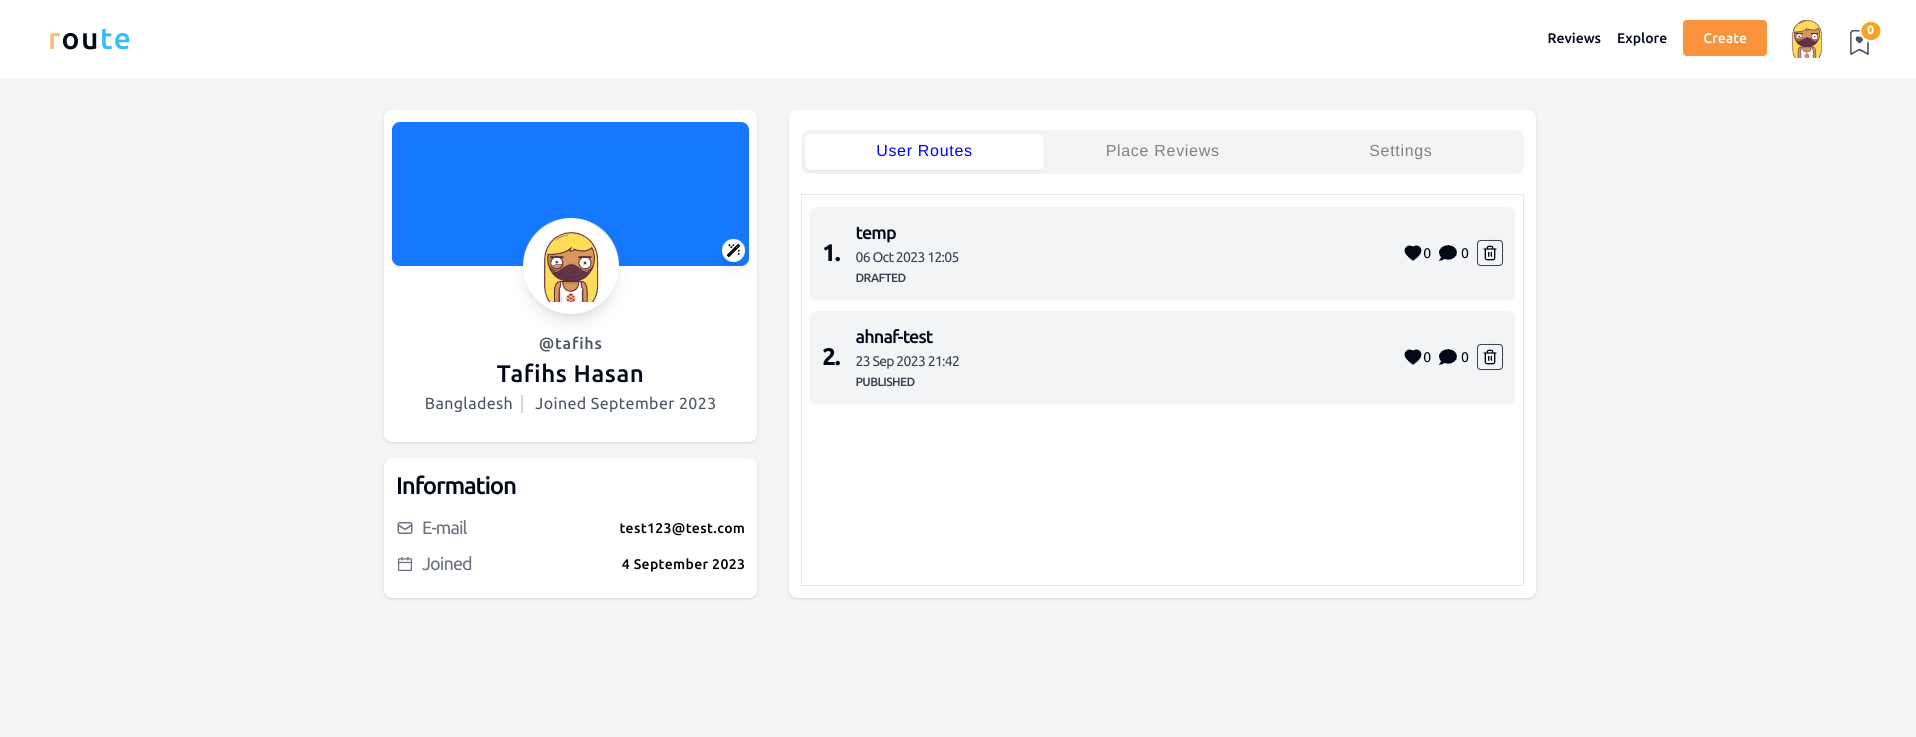 route
Reviews
Explore
Create
0
@tafihs
Tafihs Hasan
Bangladesh | Joined September 2023
Information
E-mail test123@test.com
Joined 4 September 2023
User Routes
Place Reviews
Settings
1.
temp
06 Oct 2023 12:05
DRAFTED
0 0
2.
ahnaf-test
23 Sep 2023 21:42
PUBLISHED
0 0